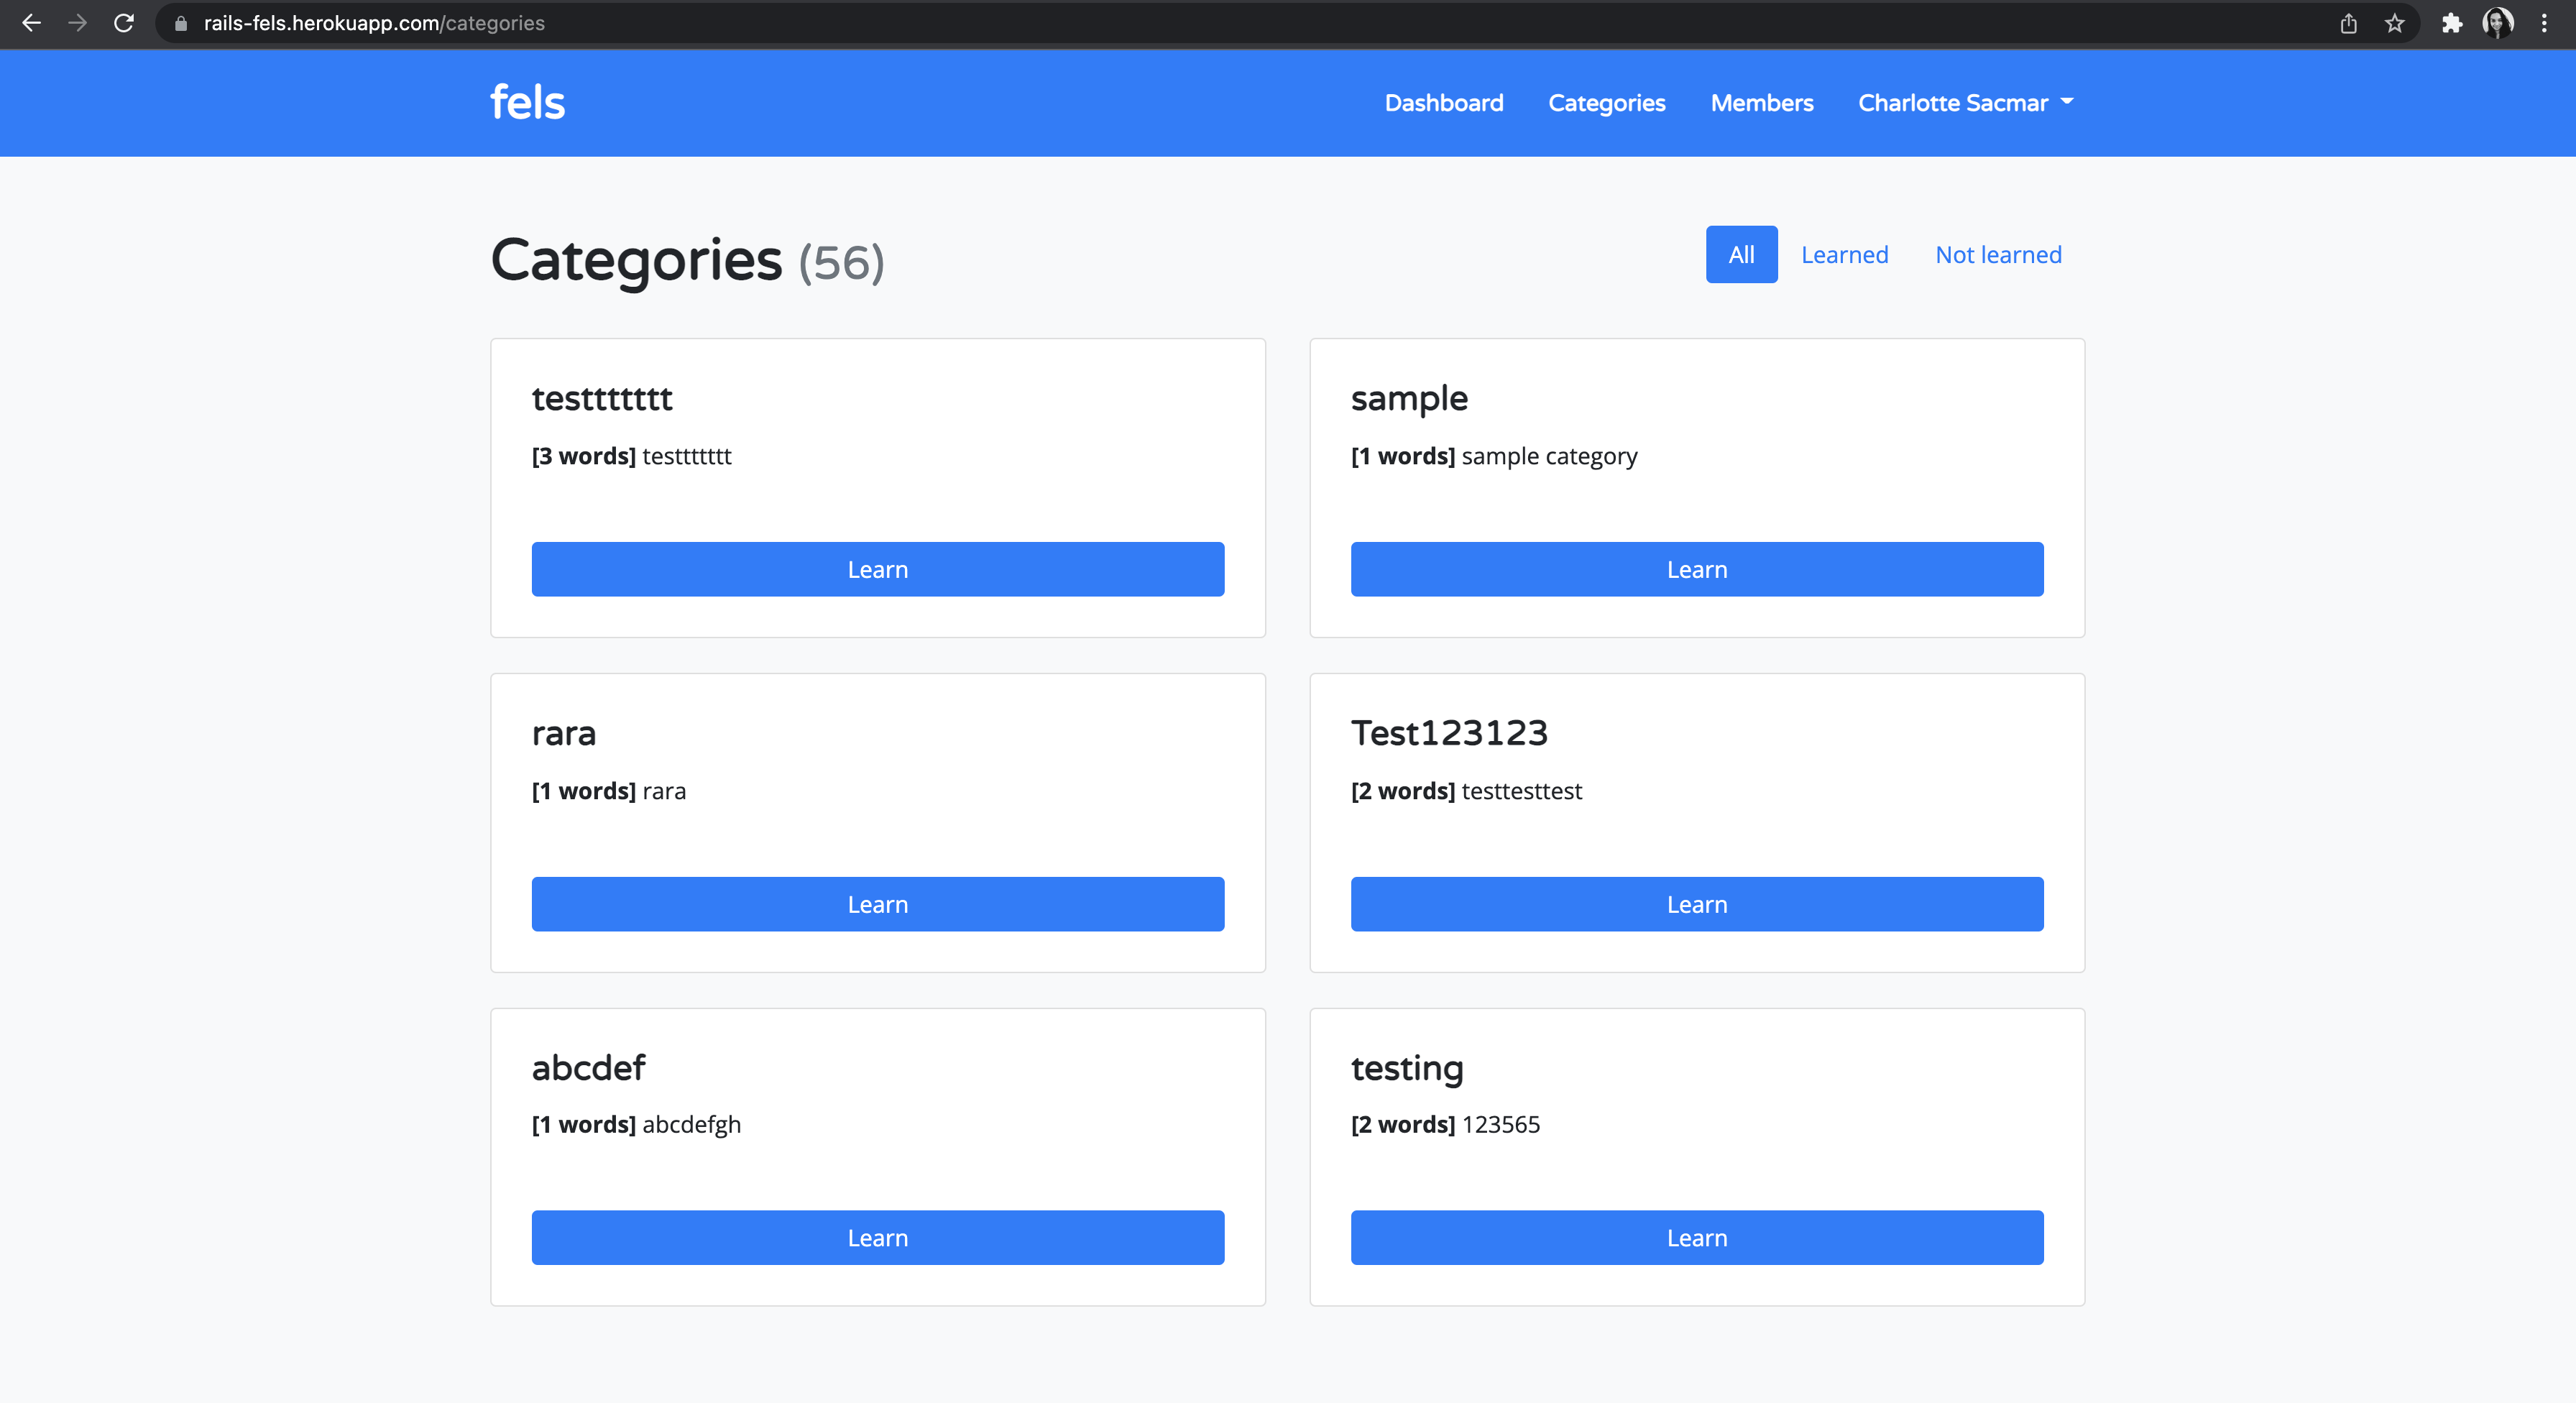 rails-fels.herokuapp.com/categories
fels Dashboard Categories Members Charlotte Sacmar
Categories (56) All Learned Not learned
testtttttt
[3 words] testtttttt
Learn
sample
[1 words] sample category
Learn
rara
[1 words] rara
Learn
Test123123
[2 words] testtesttest
Learn
abcdef
[1 words] abcdefgh
Learn
testing
[2 words] 123565
Learn